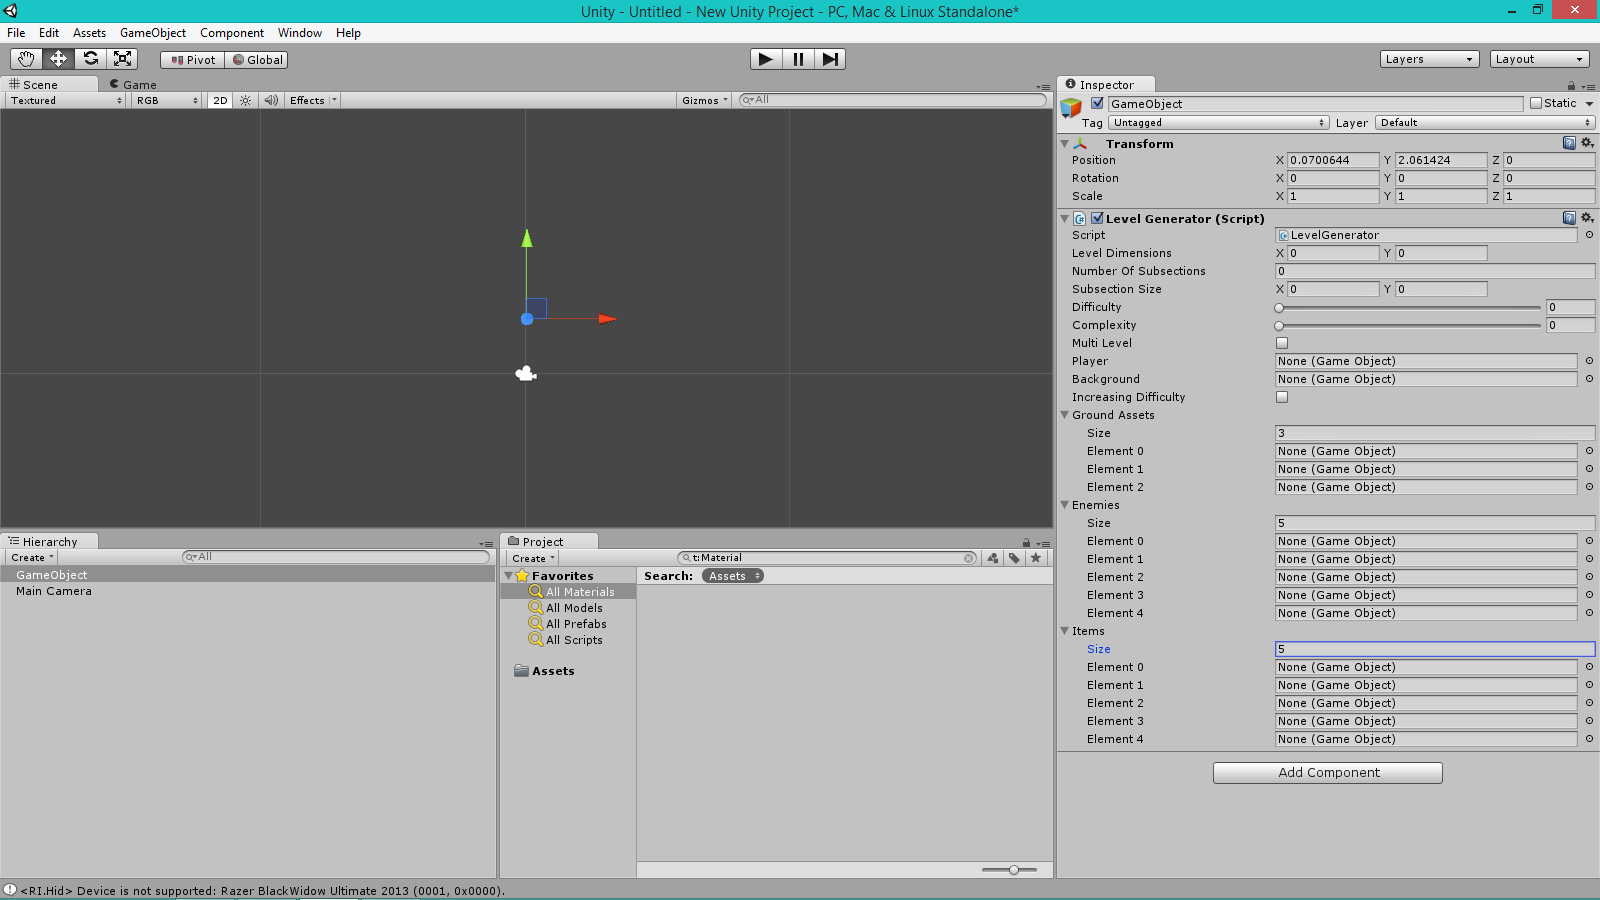 Unity - Untitled - New Unity Project - PC, Mac & Linux Standalone*
File Edit Assets GameObject Component Window Help
Pivot Global Layers Layout
Scene Game
Textured RGB 2D Effects Gizmos All
Inspector
GameObject Static
Tag Untagged Layer Default
Transform
Position X 0.0700644 Y 2.061424 Z 0
Rotation X 0 Y 0 Z 0
Scale X 1 Y 1 Z 1
Level Generator (Script)
Script LevelGenerator
Level Dimensions X 0 Y 0
Number Of Subsections 0
Subsection Size X 0 Y 0
Difficulty 0
Complexity 0
Multi Level
Player None (Game Object)
Background None (Game Object)
Increasing Difficulty
Ground Assets
Size 3
Element 0 None (Game Object)
Element 1 None (Game Object)
Element 2 None (Game Object)
Enemies
Size 5
Element 0 None (Game Object)
Element 1 None (Game Object)
Element 2 None (Game Object)
Element 3 None (Game Object)
Element 4 None (Game Object)
Items
Size 5
Element 0 None (Game Object)
Element 1 None (Game Object)
Element 2 None (Game Object)
Element 3 None (Game Object)
Element 4 None (Game Object)
Add Component
Hierarchy
Create All
GameObject
Main Camera
Project
Create t:Material
Favorites
All Materials
All Models
All Prefabs
All Scripts
Assets
Search: Assets
<RI.Hid> Device is not supported: Razer BlackWidow Ultimate 2013 (0001, 0x0000).